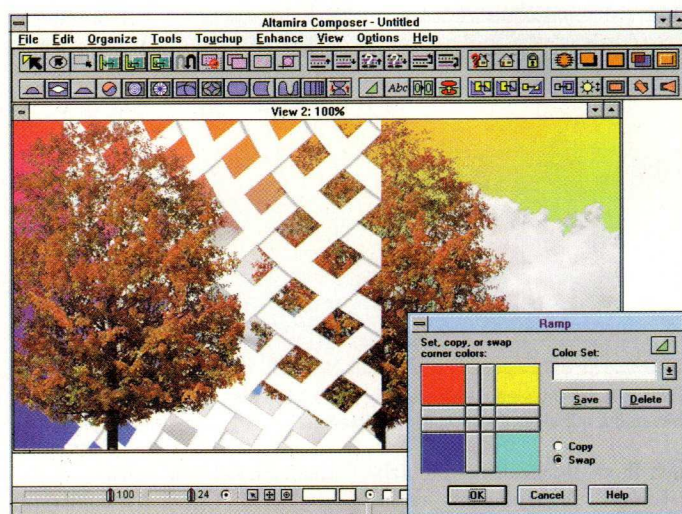 Altamira Composer - Untitled
File Edit Organize Tools Touchup Enhance View Options Help
Abc
View 2: 100%
Ramp
Set, copy, or swap
corner colors:
Color Set:
Save Delete
Copy
Swap
100 24
OK Cancel Help